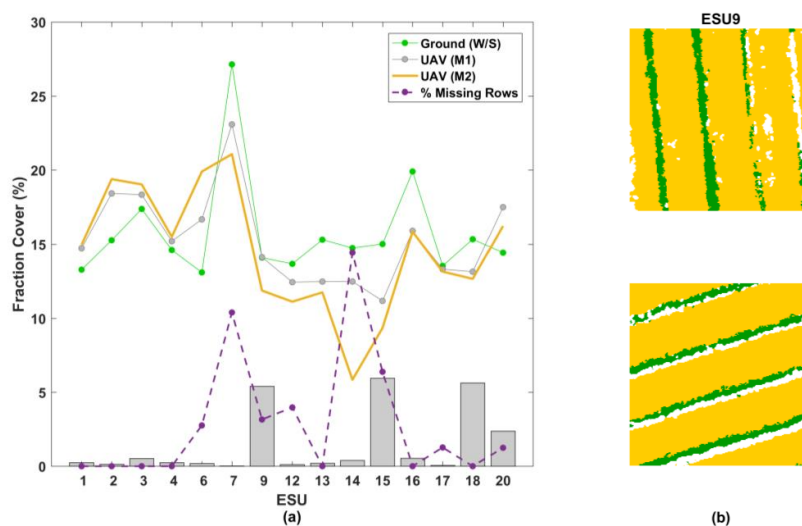 ESU9
30
Ground (W/S)
UAV (M1)
UAV (M2)
% Missing Rows
25
20
15
10
5
0
Fraction Cover (%)
1 2 3 4 6 7 9 12 13 14 15 16 17 18 20
ESU
(a)
(b)